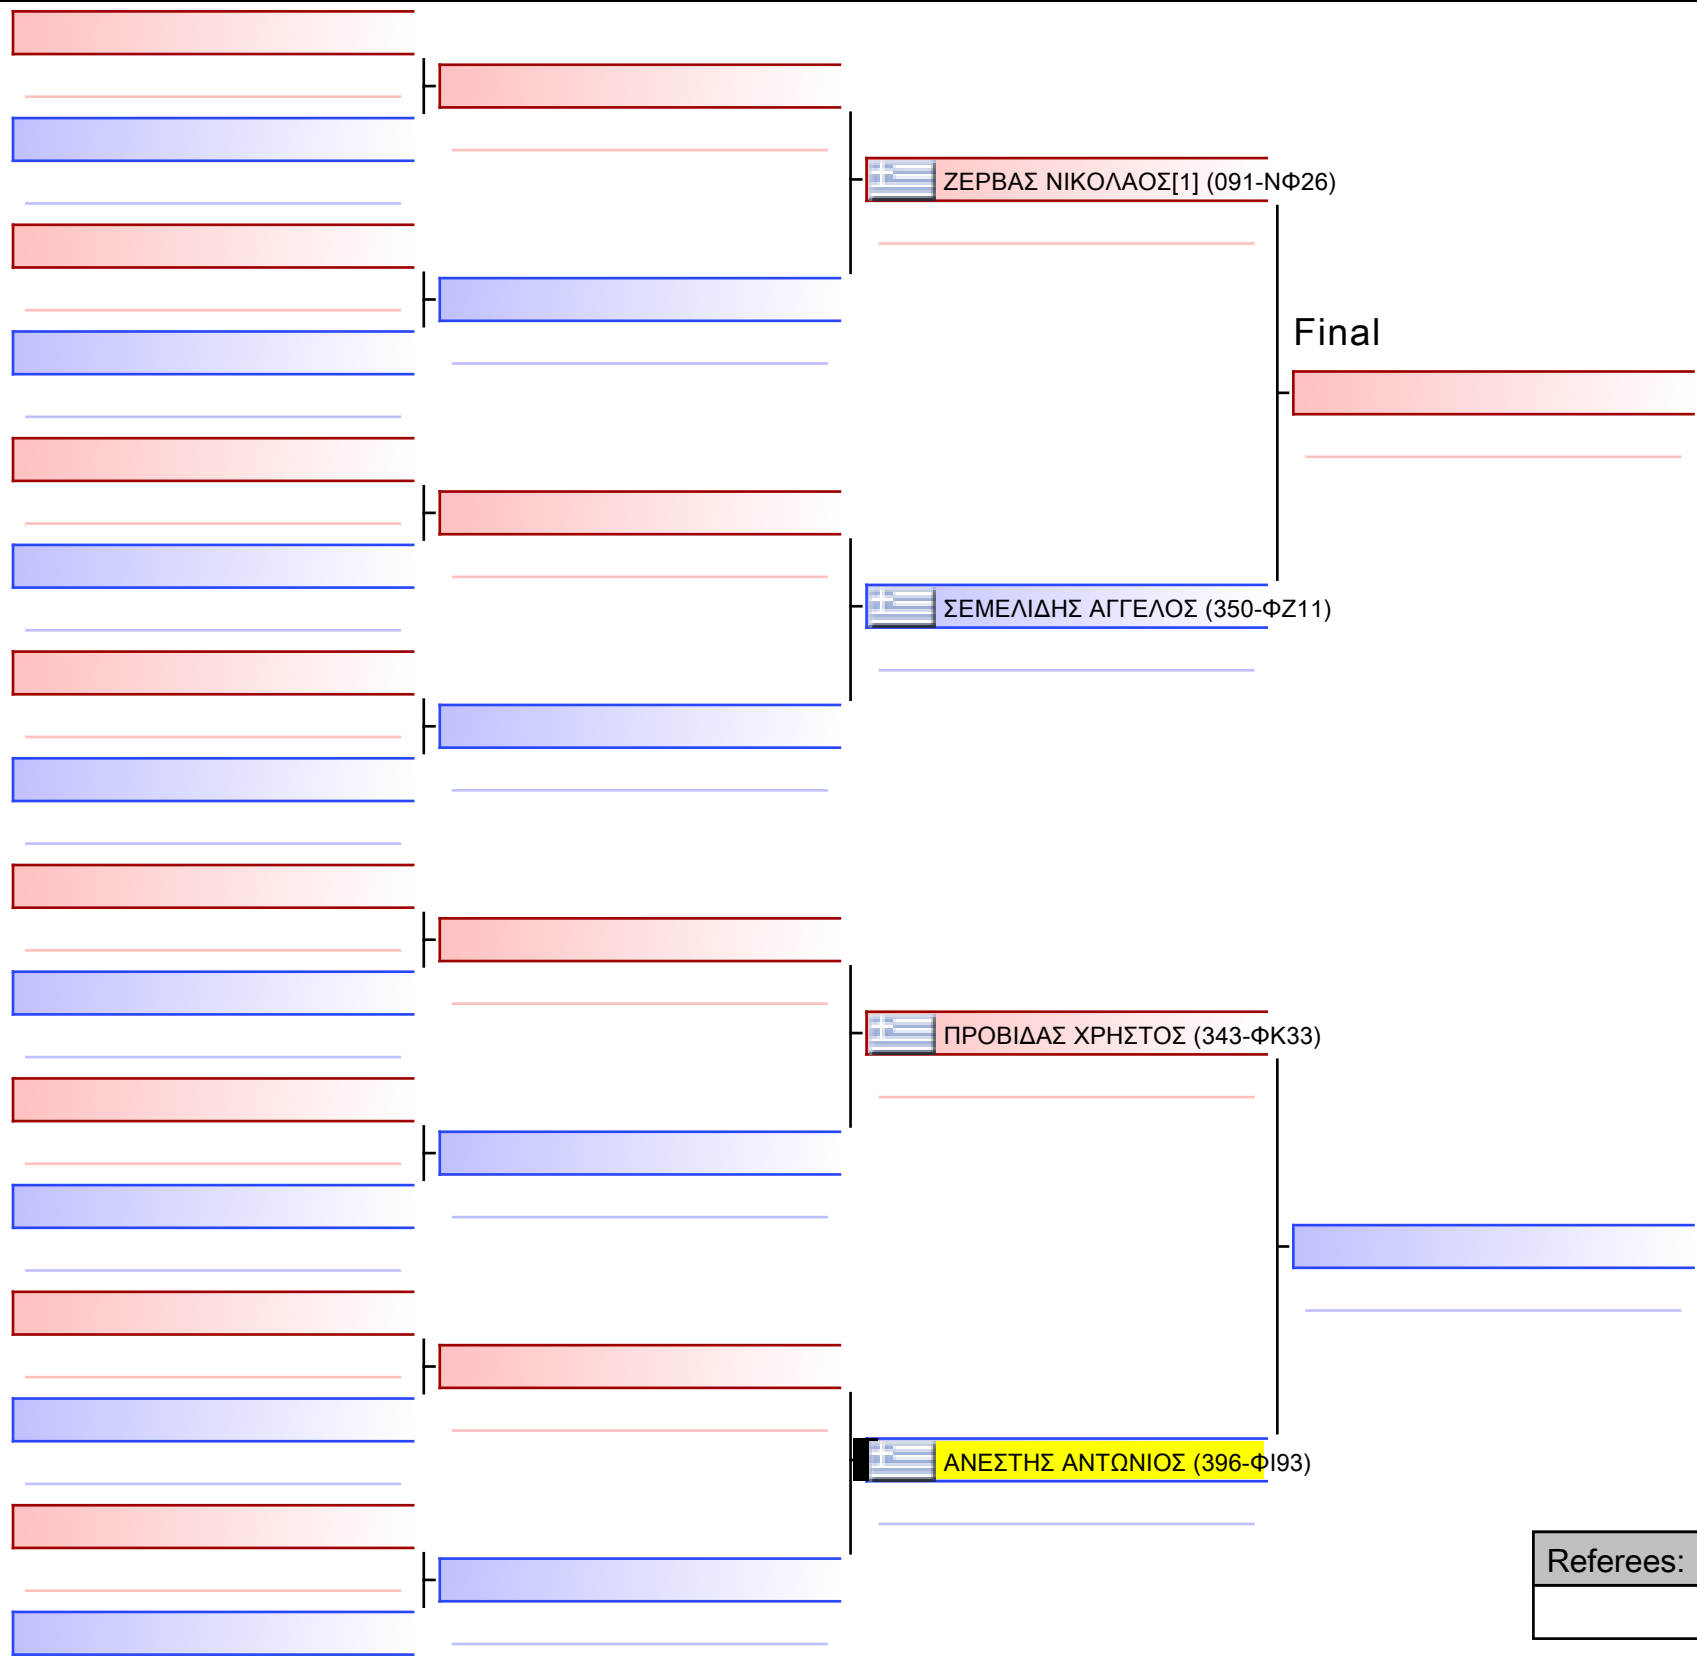 ΖΕΡΒΑΣ ΝΙΚΟΛΑΟΣ[1] (091-ΝΦ26)
Final
ΣΕΜΕΛΙΔΗΣ ΑΓΓΕΛΟΣ (350-ΦΖ11)
ΠΡΟΒΙΔΑΣ ΧΡΗΣΤΟΣ (343-ΦΚ33)
ΑΝΕΣΤΗΣ ΑΝΤΩΝΙΟΣ (396-ΦΙ93)
Referees: